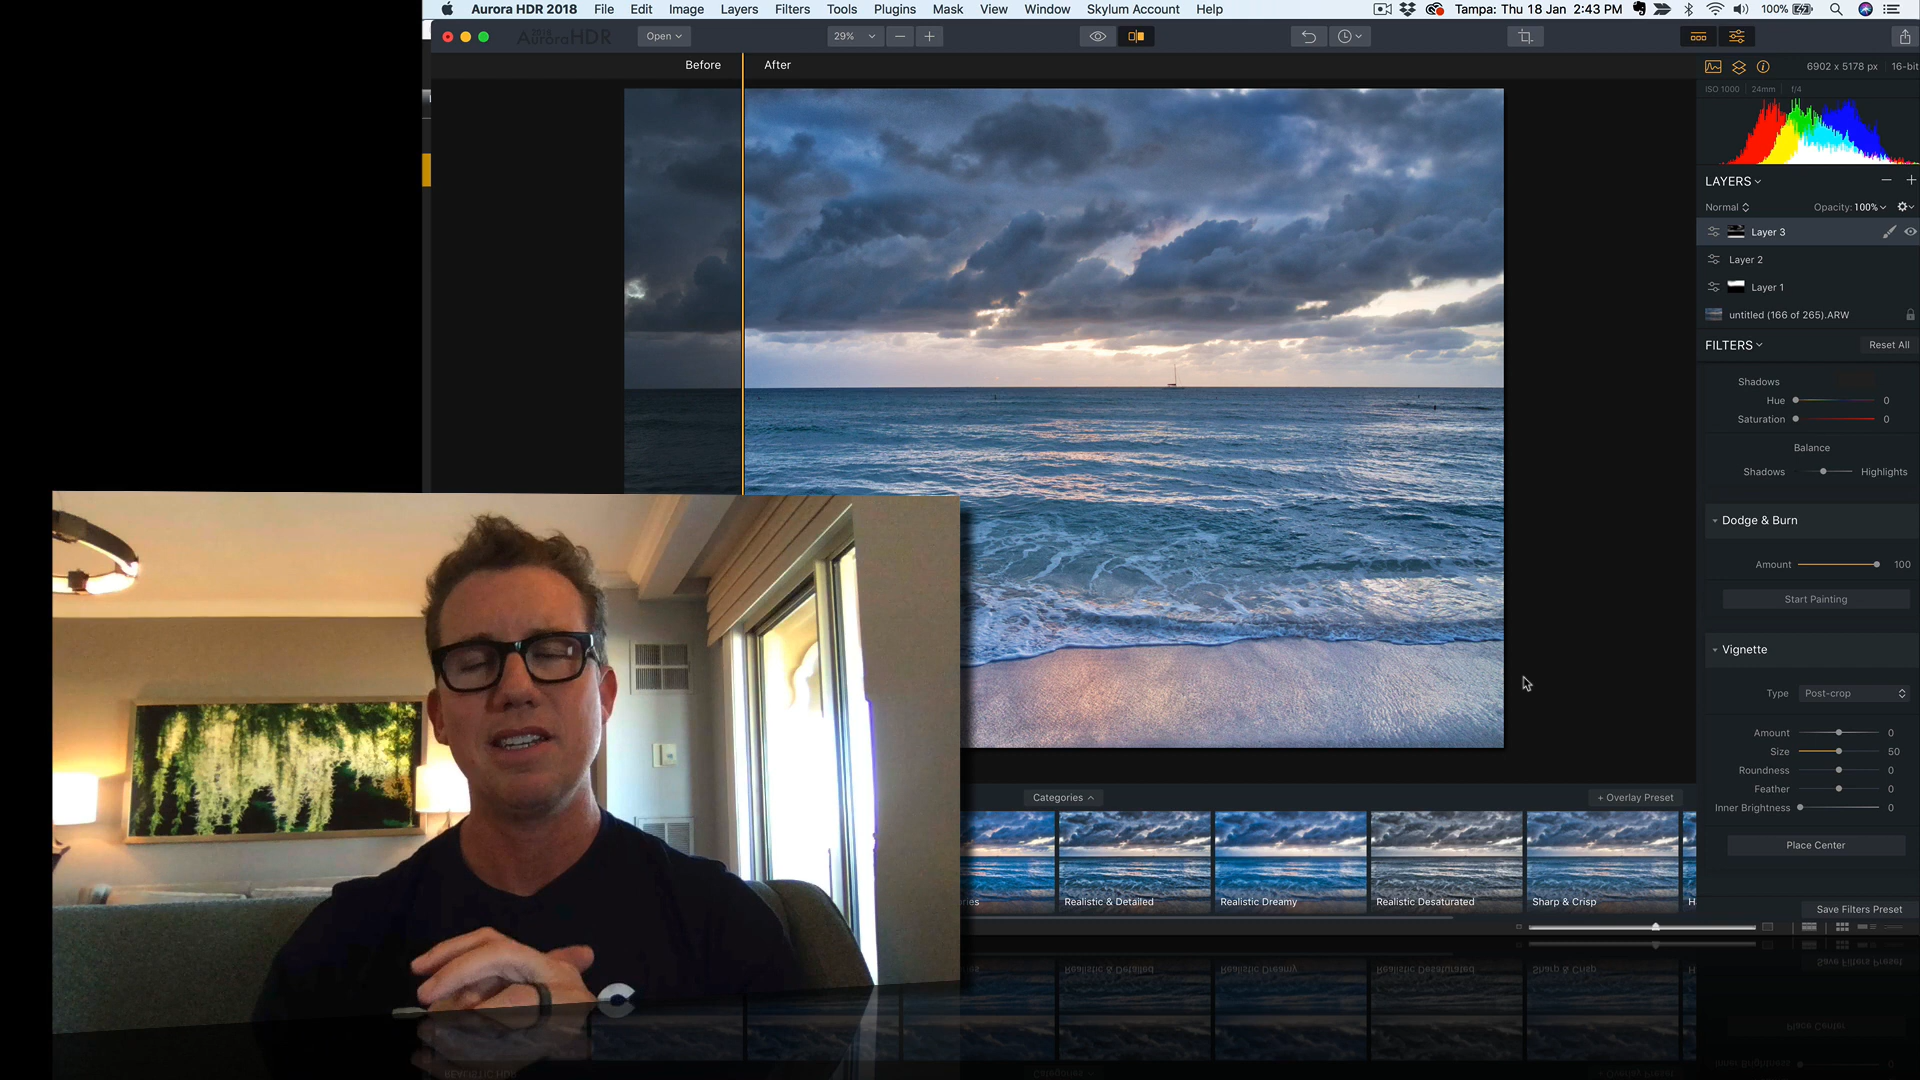 Aurora HDR 2018 File Edit Image Layers Filters Tools Plugins Mask View Window Skylum Account Help Tampa: Thu 18 Jan 2:43 PM 100%
2018 AuroraHDR Open 29%
Before After
6902 x 5178 px 16-bit
ISO 1000 24mm f/4
LAYERS
Normal Opacity: 100%
Layer 3
Layer 2
Layer 1
untitled (166 of 265).ARW
FILTERS Reset All
Shadows
Hue 0
Saturation 0
Balance
Shadows Highlights
Dodge & Burn
Amount 100
Start Painting
Vignette
Type Post-crop
Amount 0
Size 50
Roundness 0
Feather 0
Inner Brightness 0
Place Center
Categories + Overlay Preset
ries Realistic & Detailed Realistic Dreamy Realistic Desaturated Sharp & Crisp H
Save Filters Preset